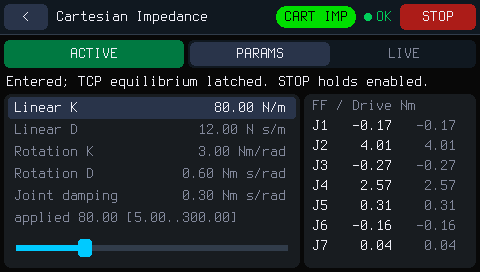 < Cartesian Impedance CART IMP OK STOP
ACTIVE PARAMS LIVE
Entered; TCP equilibrium latched. STOP holds enabled.
Linear K 80.00 N/m
Linear D 12.00 N s/m
Rotation K 3.00 Nm/rad
Rotation D 0.60 Nm s/rad
Joint damping 0.30 Nm s/rad
applied 80.00 [5.00..300.00]
FF / Drive Nm
J1 -0.17 -0.17
J2 4.01 4.01
J3 -0.27 -0.27
J4 2.57 2.57
J5 0.31 0.31
J6 -0.16 -0.16
J7 0.04 0.04